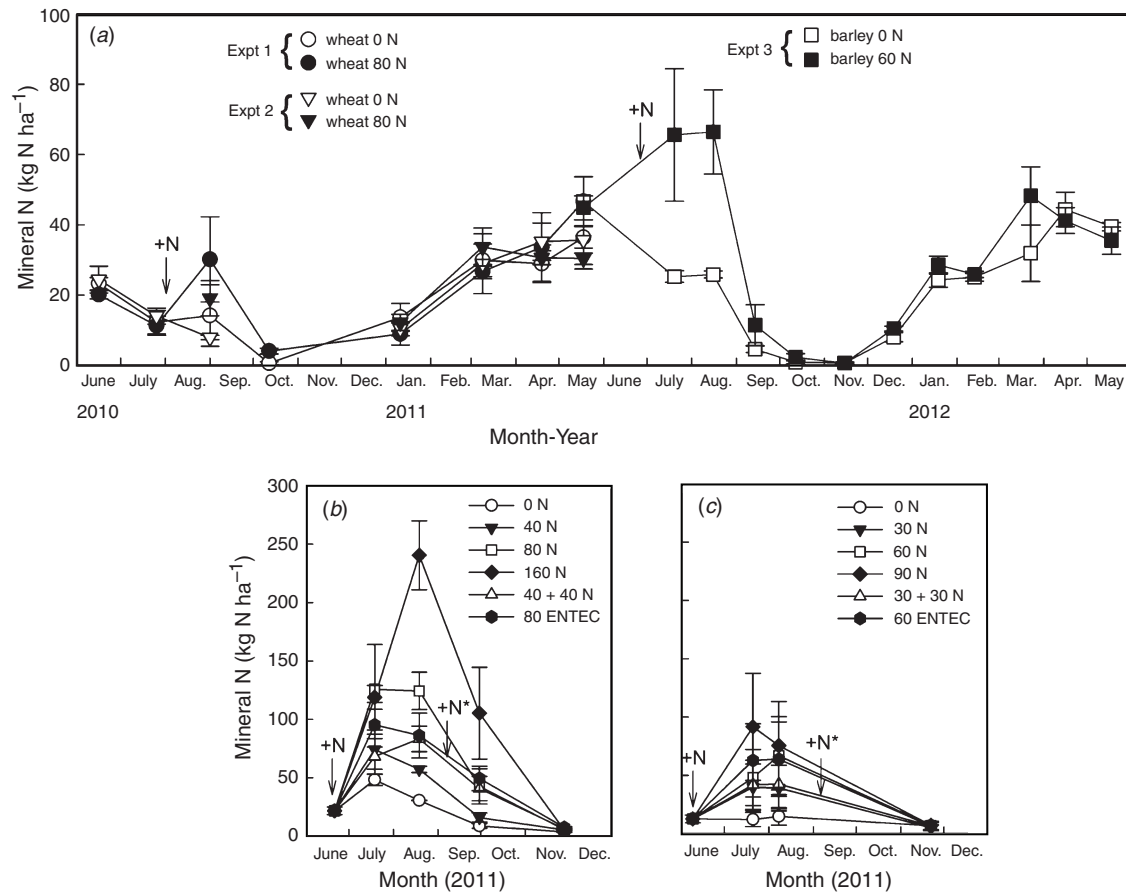 100
80
60
40
20
0
Mineral N (kg N ha⁻¹)
(a)
Expt 1 { wheat 0 N
wheat 80 N
Expt 2 { wheat 0 N
wheat 80 N
Expt 3 { barley 0 N
barley 60 N
+N
+N
June July Aug. Sep. Oct. Nov. Dec. Jan. Feb. Mar. Apr. May June July Aug. Sep. Oct. Nov. Dec. Jan. Feb. Mar. Apr. May
2010 2011 2012
Month-Year
300
250
200
150
100
50
0
Mineral N (kg N ha⁻¹)
(b)
0 N
40 N
80 N
160 N
40 + 40 N
80 ENTEC
+N
+N*
June July Aug. Sep. Oct. Nov. Dec.
Month (2011)
(c)
0 N
30 N
60 N
90 N
30 + 30 N
60 ENTEC
+N
+N*
June July Aug. Sep. Oct. Nov. Dec.
Month (2011)